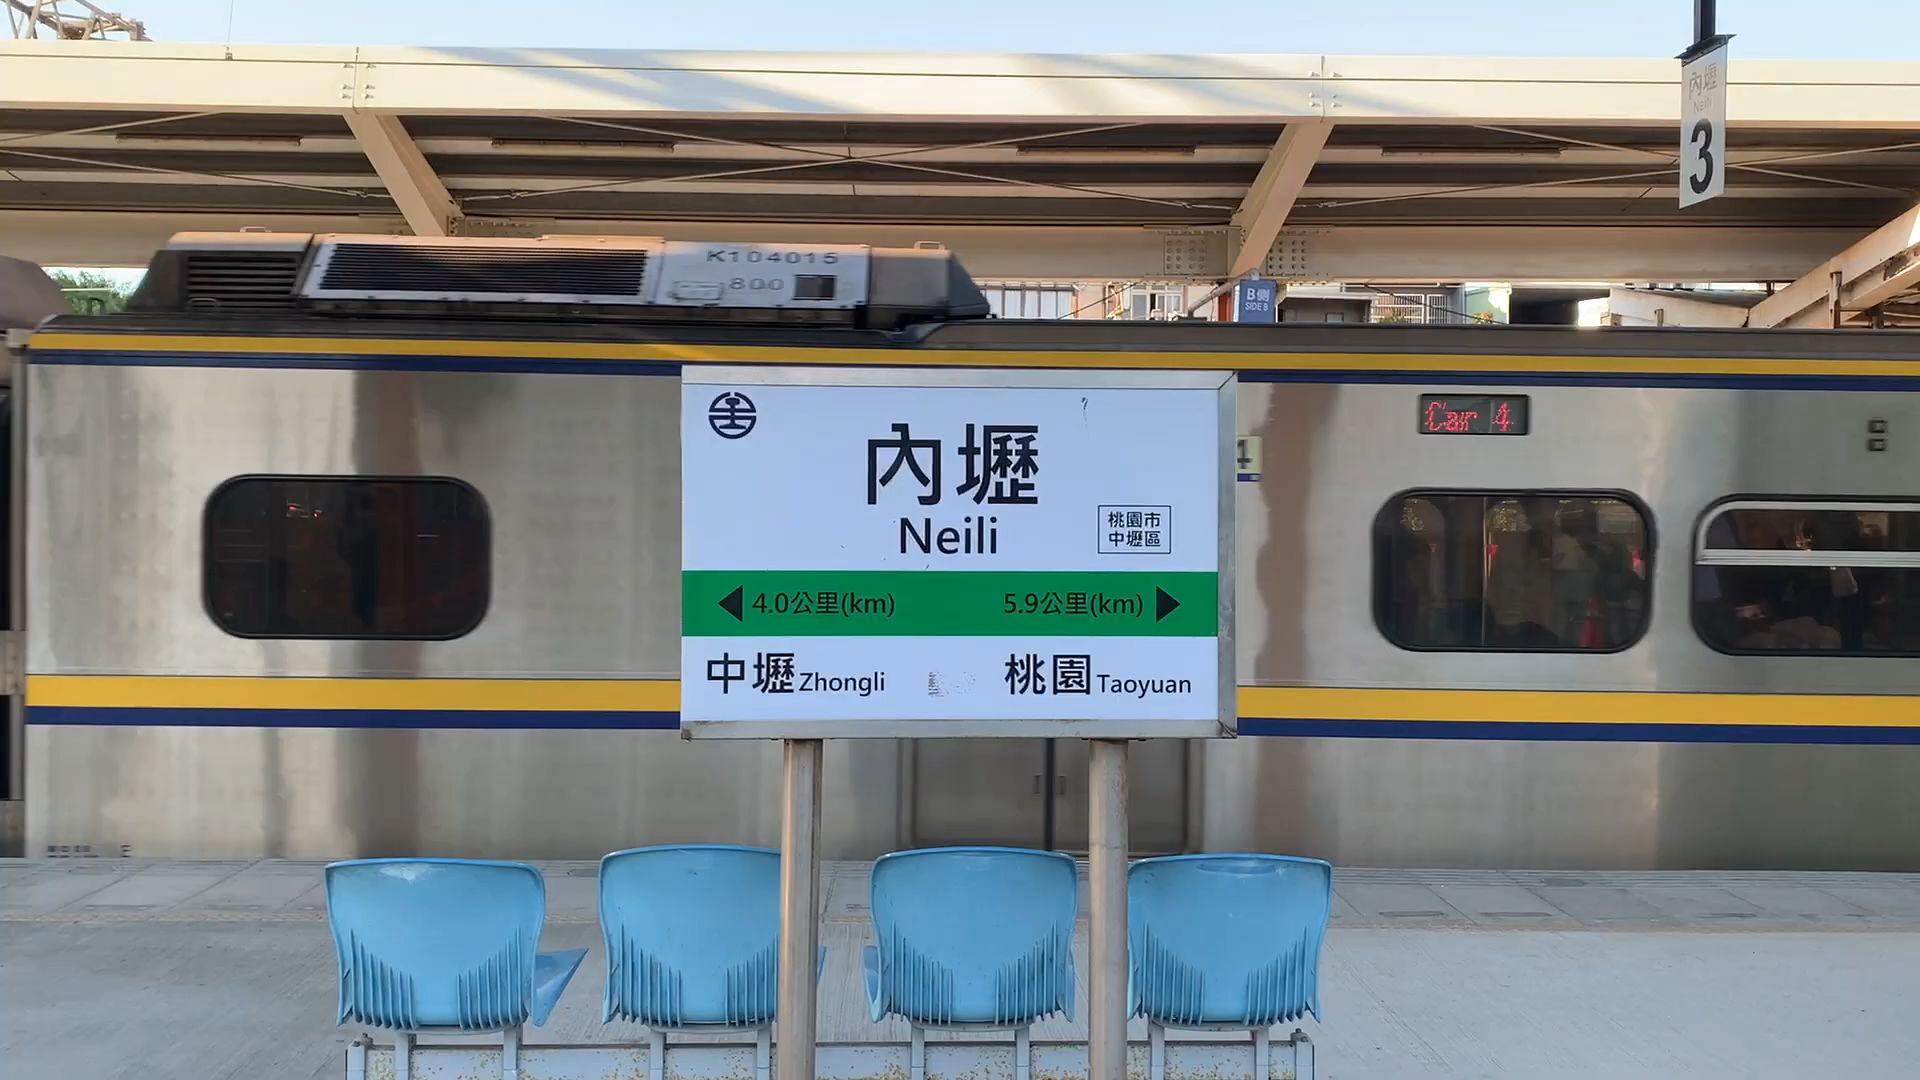 內壢
Neili
3
K104015
800
B側
SIDE B
Car 4
4
內壢
Neili
桃園市
中壢區
4.0公里(km)
5.9公里(km)
中壢 Zhongli
桃園 Taoyuan